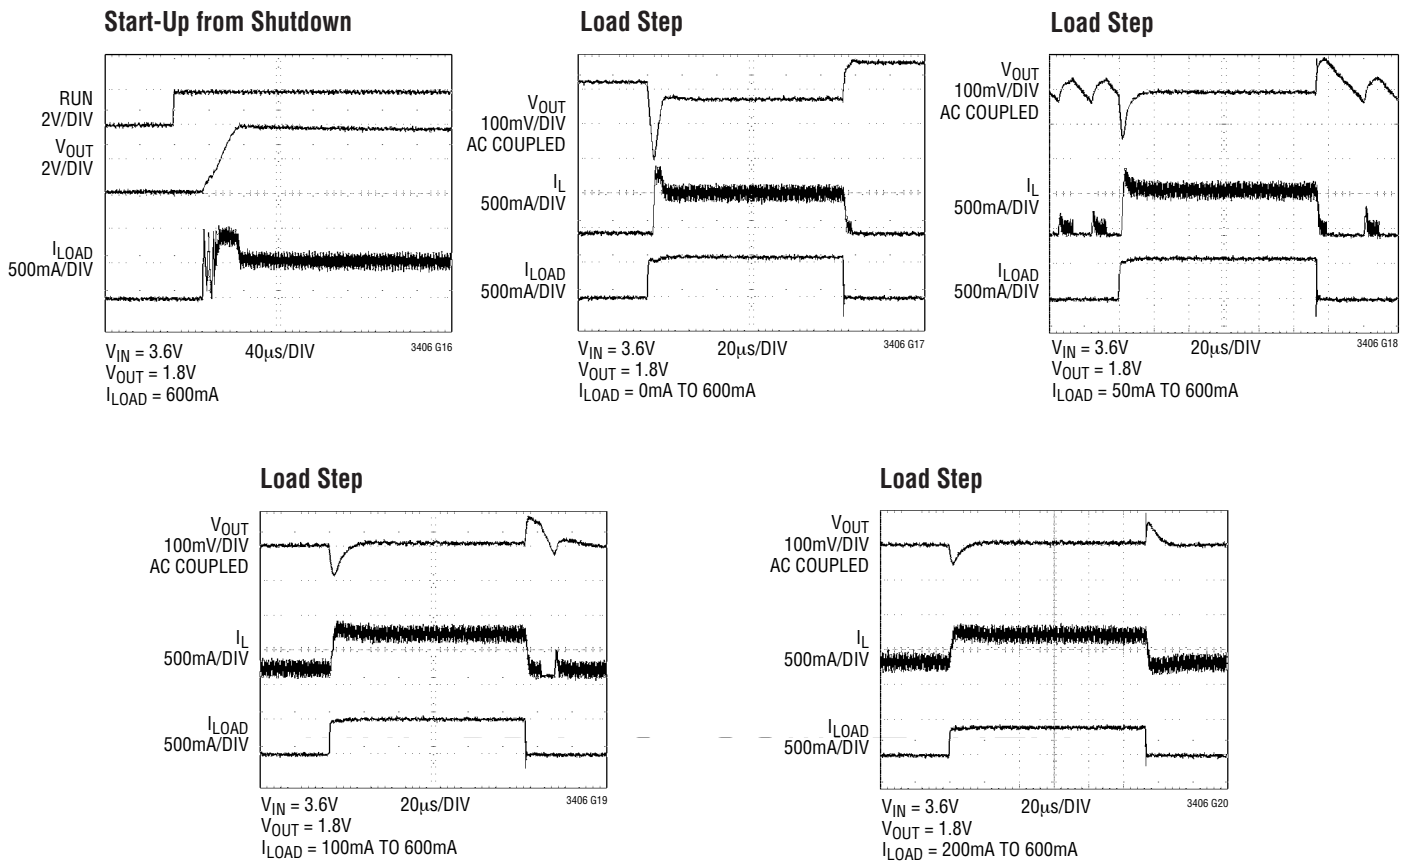 Start-Up from Shutdown
RUN
2V/DIV
VOUT
2V/DIV
ILOAD
500mA/DIV
VIN = 3.6V
VOUT = 1.8V
ILOAD = 600mA
40µs/DIV
3406 G16
Load Step
VOUT
100mV/DIV
AC COUPLED
IL
500mA/DIV
ILOAD
500mA/DIV
VIN = 3.6V
VOUT = 1.8V
ILOAD = 0mA TO 600mA
20µs/DIV
3406 G17
Load Step
VOUT
100mV/DIV
AC COUPLED
IL
500mA/DIV
ILOAD
500mA/DIV
VIN = 3.6V
VOUT = 1.8V
ILOAD = 50mA TO 600mA
20µs/DIV
3406 G18
Load Step
VOUT
100mV/DIV
AC COUPLED
IL
500mA/DIV
ILOAD
500mA/DIV
VIN = 3.6V
VOUT = 1.8V
ILOAD = 100mA TO 600mA
20µs/DIV
3406 G19
Load Step
VOUT
100mV/DIV
AC COUPLED
IL
500mA/DIV
ILOAD
500mA/DIV
VIN = 3.6V
VOUT = 1.8V
ILOAD = 200mA TO 600mA
20µs/DIV
3406 G20